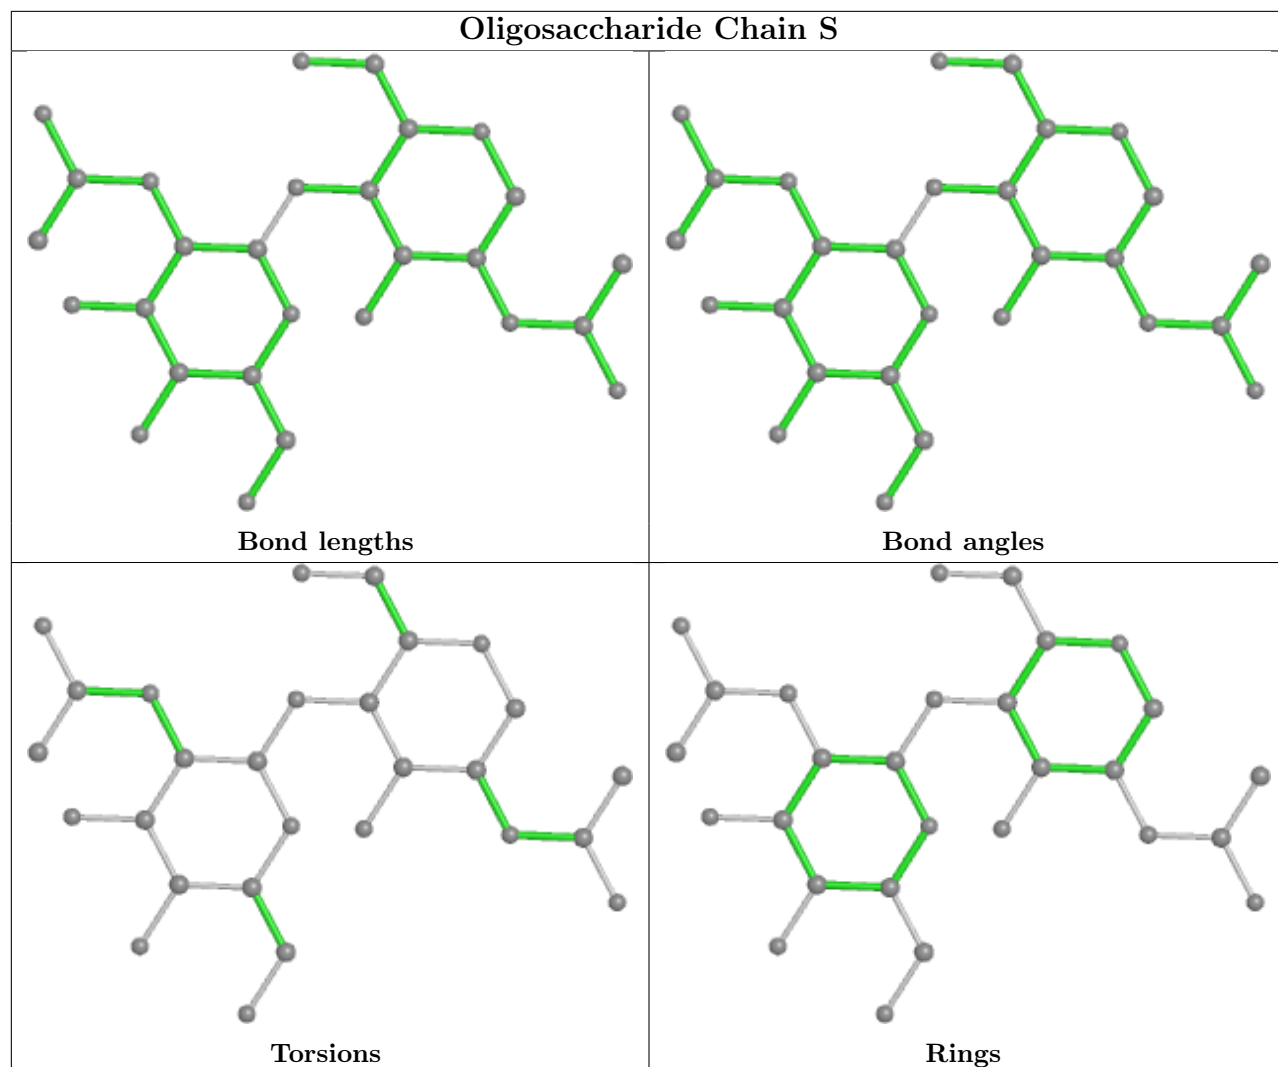 Oligosaccharide Chain S
Bond lengths
Bond angles
Torsions
Rings